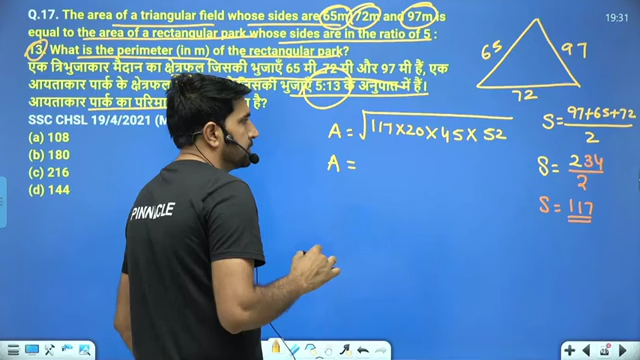 19:31
Q.17. The area of a triangular field whose sides are 65m, 72m and 97m is
equal to the area of a rectangular park whose sides are in the ratio of 5 :
13. What is the perimeter (in m) of the rectangular park?
एक त्रिभुजाकार मैदान का क्षेत्रफल जिसकी भुजाएँ 65 मी, 72 मी और 97 मी हैं, एक
आयताकार पार्क के क्षेत्रफल जिसकी भुजाएं 5:13 के अनुपात में हैं।
आयताकार पार्क का परिमा है?
SSC CHSL 19/4/2021 (M
(a) 108
(b) 180
(c) 216
(d) 144
65
97
72
A = √117×20×45×52
A =
S = 97+65+72
2
S = 234
2
S = 117
PINNACLE